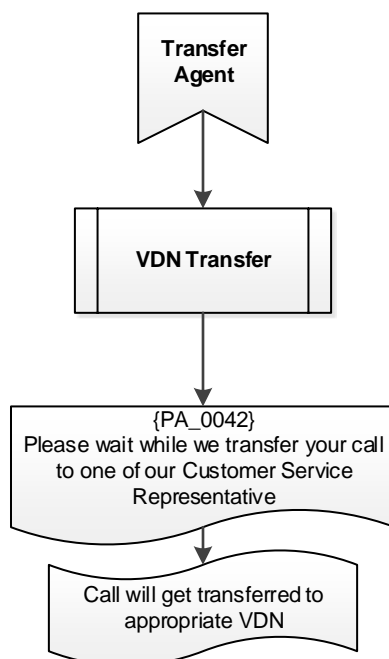 Transfer
Agent
VDN Transfer
{PA_0042}
Please wait while we transfer your call
to one of our Customer Service
Representative
Call will get transferred to
appropriate VDN